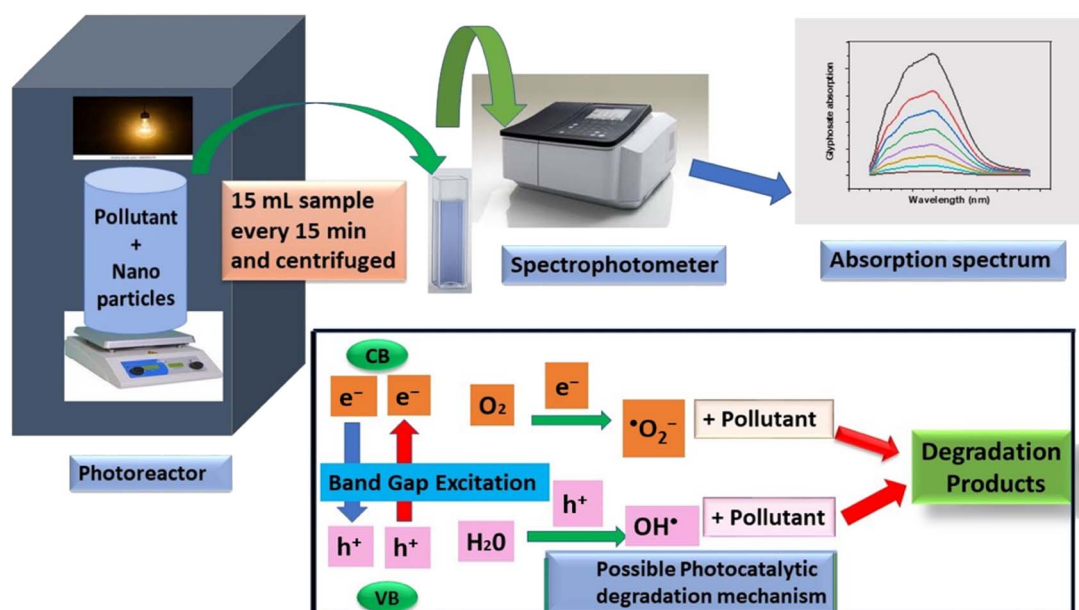 Pollutant
+
Nano
particles
Photoreactor
15 mL sample
every 15 min
and centrifuged
Spectrophotometer
Glyphosate absorption
Wavelength (nm)
Absorption spectrum
CB
e⁻ e⁻
Band Gap Excitation
h⁺ h⁺
VB
O₂ e⁻ •O₂⁻ + Pollutant
H₂0 h⁺ OH• + Pollutant
Degradation
Products
Possible Photocatalytic
degradation mechanism